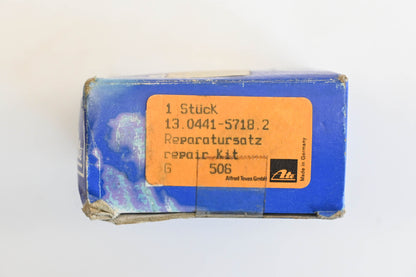 1 Stück
13.0441-5718.2
Reparatursatz
repair kit
G 506
Ate
Alfred Teves GmbH
Made in Germany